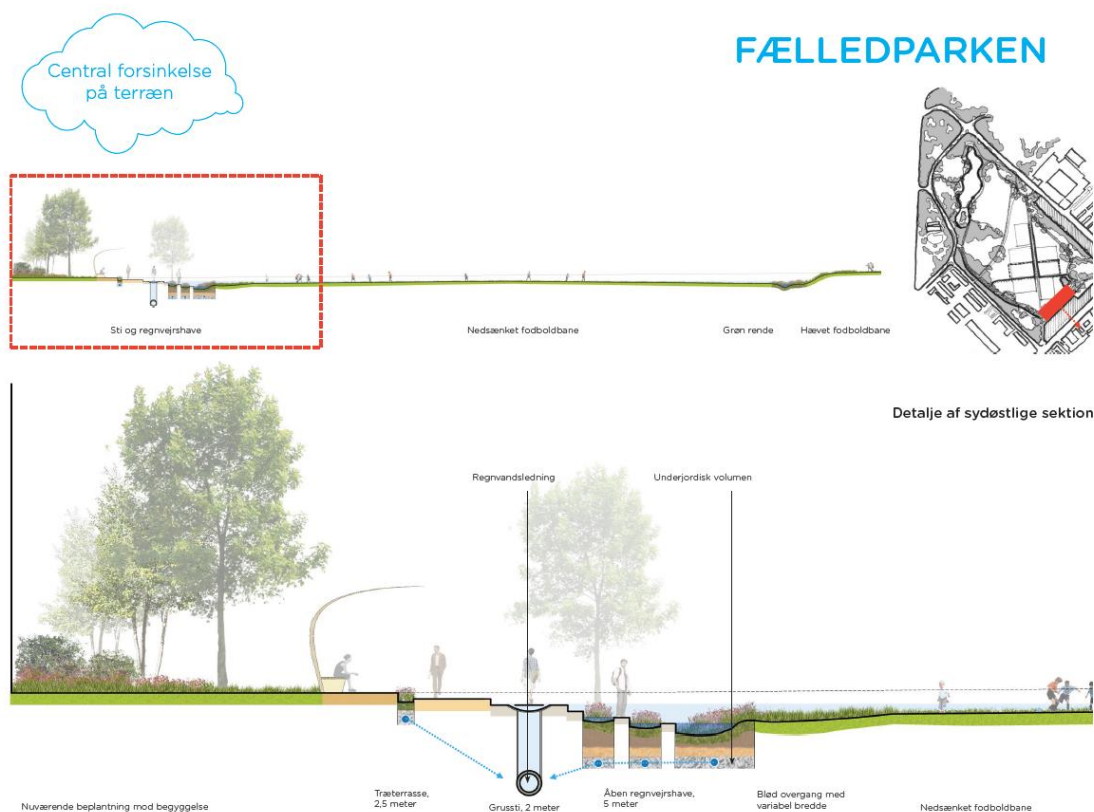 FÆLLEDPARKEN
Central forsinkelse
på terræn
Sti og regnvejrshave
Nedsænket fodboldbane
Grøn rende
Hævet fodboldbane
Detalje af sydøstlige sektion
Regnvandsledning
Underjordisk volumen
Nuværende beplantning mod begyggelse
Træterrasse,
2,5 meter
Grussti, 2 meter
Åben regnvejrshave,
5 meter
Blød overgang med
variabel bredde
Nedsænket fodboldbane